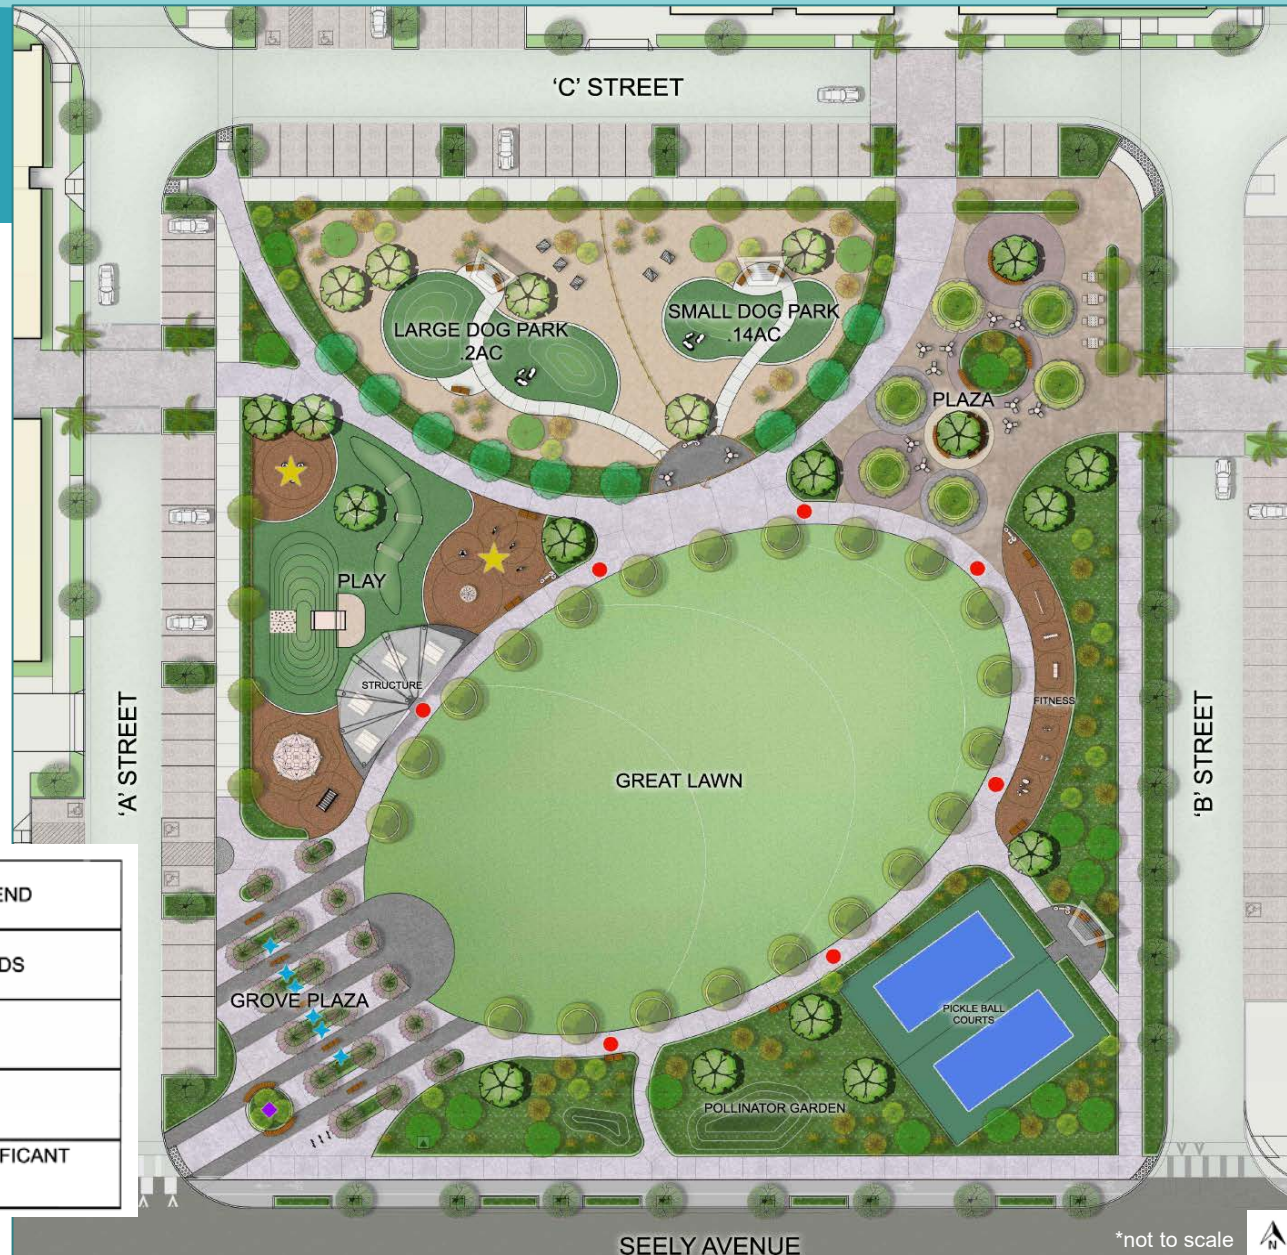 'C' STREET
LARGE DOG PARK
.2AC
SMALL DOG PARK
.14AC
PLAZA
PLAY
STRUCTURE
FITNESS
'A' STREET
'B' STREET
GREAT LAWN
END
DS
FICANT
GROVE PLAZA
PICKLE BALL
COURTS
POLLINATOR GARDEN
SEELY AVENUE
*not to scale
N